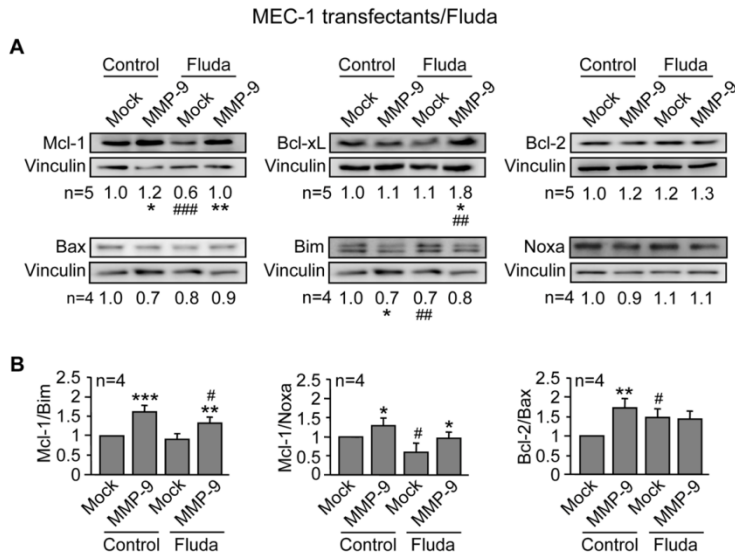 MEC-1 transfectants/Fluda
A
Control Fluda
Mock MMP-9 Mock MMP-9
Mcl-1
Vinculin
n=5 1.0 1.2 0.6 1.0
* ### **
Control Fluda
Mock MMP-9 Mock MMP-9
Bcl-xL
Vinculin
n=5 1.0 1.1 1.1 1.8
*
##
Control Fluda
Mock MMP-9 Mock MMP-9
Bcl-2
Vinculin
n=5 1.0 1.2 1.2 1.3
Bax
Vinculin
n=4 1.0 0.7 0.8 0.9
Bim
Vinculin
n=4 1.0 0.7 0.7 0.8
* ##
Noxa
Vinculin
n=4 1.0 0.9 1.1 1.1
B
Mcl-1/Bim
2.5
2
1.5
1
0.5
0
n=4
*** # **
Mock MMP-9 Mock MMP-9
Control Fluda
Mcl-1/Noxa
2.5
2
1.5
1
0.5
0
n=4
* # *
Mock MMP-9 Mock MMP-9
Control Fluda
Bcl-2/Bax
2.5
2
1.5
1
0.5
0
n=4
** #
Mock MMP-9 Mock MMP-9
Control Fluda